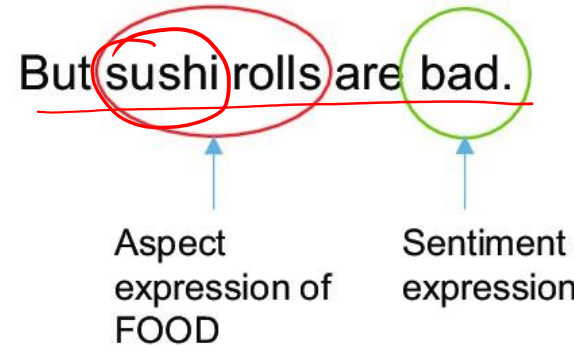 But sushi rolls are bad.
Aspect
expression of
FOOD
Sentiment
expression